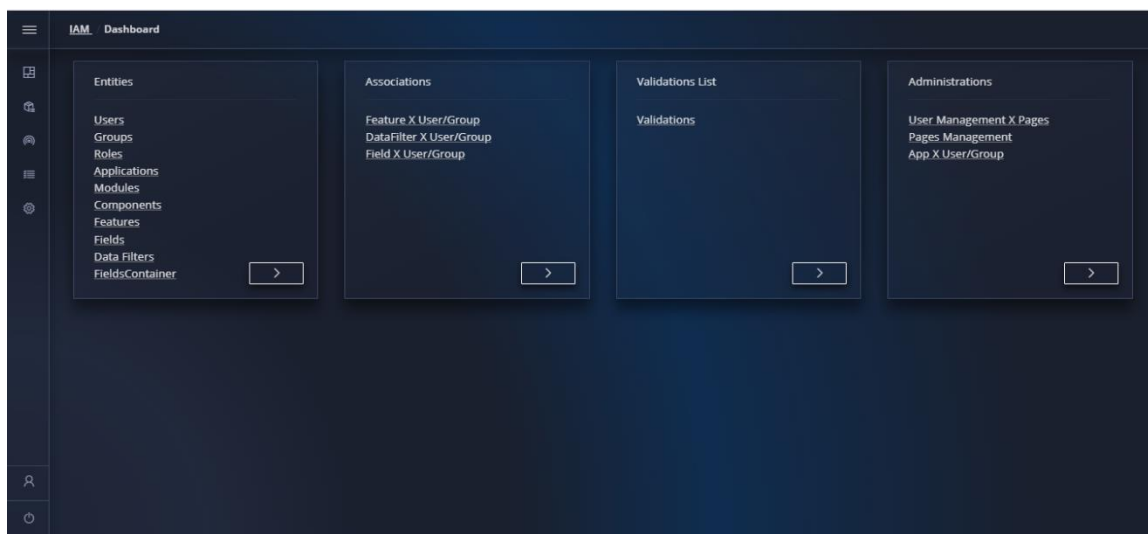 IAM / Dashboard
Entities
Users
Groups
Roles
Applications
Modules
Components
Features
Fields
Data Filters
FieldsContainer
Associations
Feature X User/Group
DataFilter X User/Group
Field X User/Group
Validations List
Validations
Administrations
User Management X Pages
Pages Management
App X User/Group